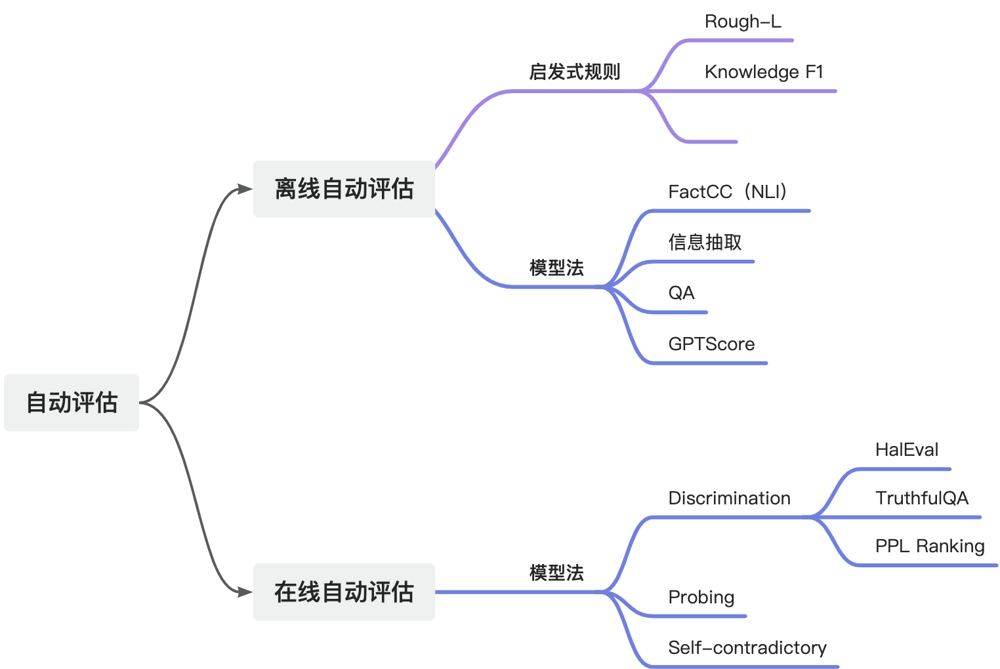 自动评估
离线自动评估
启发式规则
Rough-L
Knowledge F1
模型法
FactCC（NLI）
信息抽取
QA
GPTScore
在线自动评估
模型法
Discrimination
HalEval
TruthfulQA
PPL Ranking
Probing
Self-contradictory